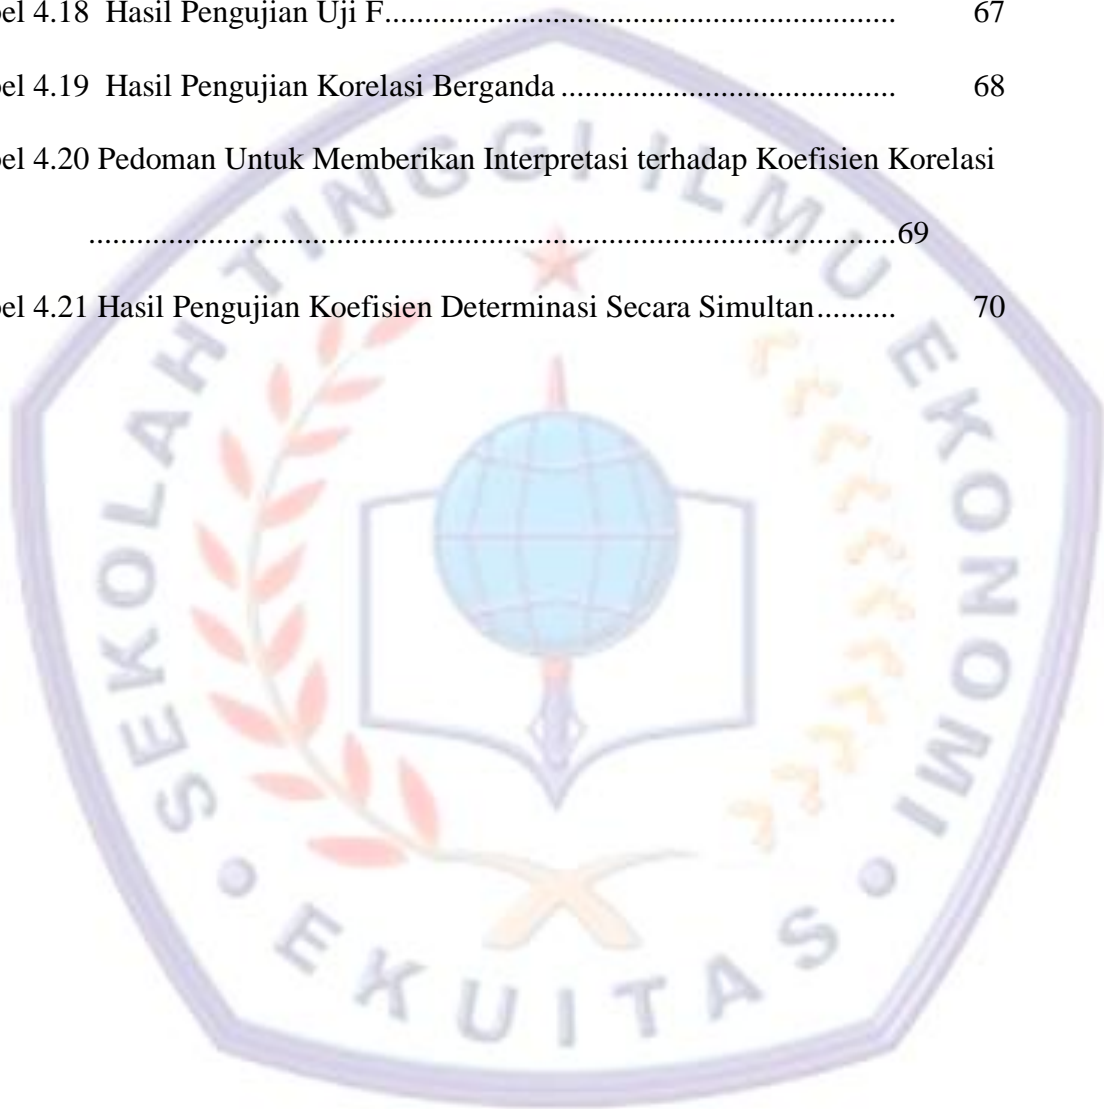 bel 4.18 Hasil Pengujian Uji F................................................................ 67
bel 4.19 Hasil Pengujian Korelasi Berganda .......................................... 68
bel 4.20 Pedoman Untuk Memberikan Interpretasi terhadap Koefisien Korelasi
.....................................................................................................69
bel 4.21 Hasil Pengujian Koefisien Determinasi Secara Simultan.......... 70
SEKOLAH TINGGI ILMU EKONOMI
EKUITAS